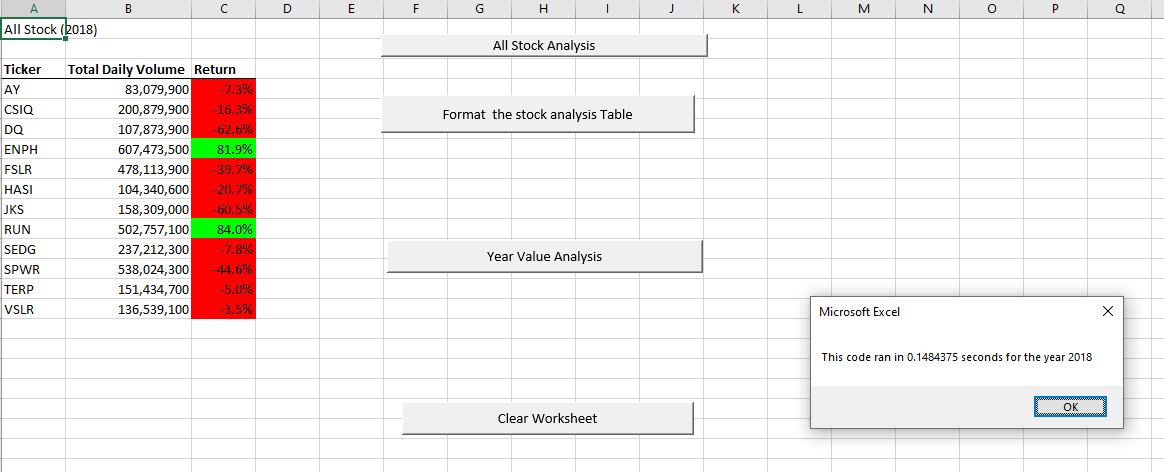 A B C D E F G H I J K L M N O P Q
All Stock (2018)
All Stock Analysis
Ticker Total Daily Volume Return
AY 83,079,900 -7.3%
CSIQ 200,879,900 -16.3%
Format  the stock analysis Table
DQ 107,873,900 -62.6%
ENPH 607,473,500 81.9%
FSLR 478,113,900 -39.7%
HASI 104,340,600 -20.7%
JKS 158,309,000 -60.5%
RUN 502,757,100 84.0%
SEDG 237,212,300 -7.8%
Year Value Analysis
SPWR 538,024,300 -44.6%
TERP 151,434,700 -5.0%
VSLR 136,539,100 -3.5%
Microsoft Excel
This code ran in 0.1484375 seconds for the year 2018
OK
Clear Worksheet